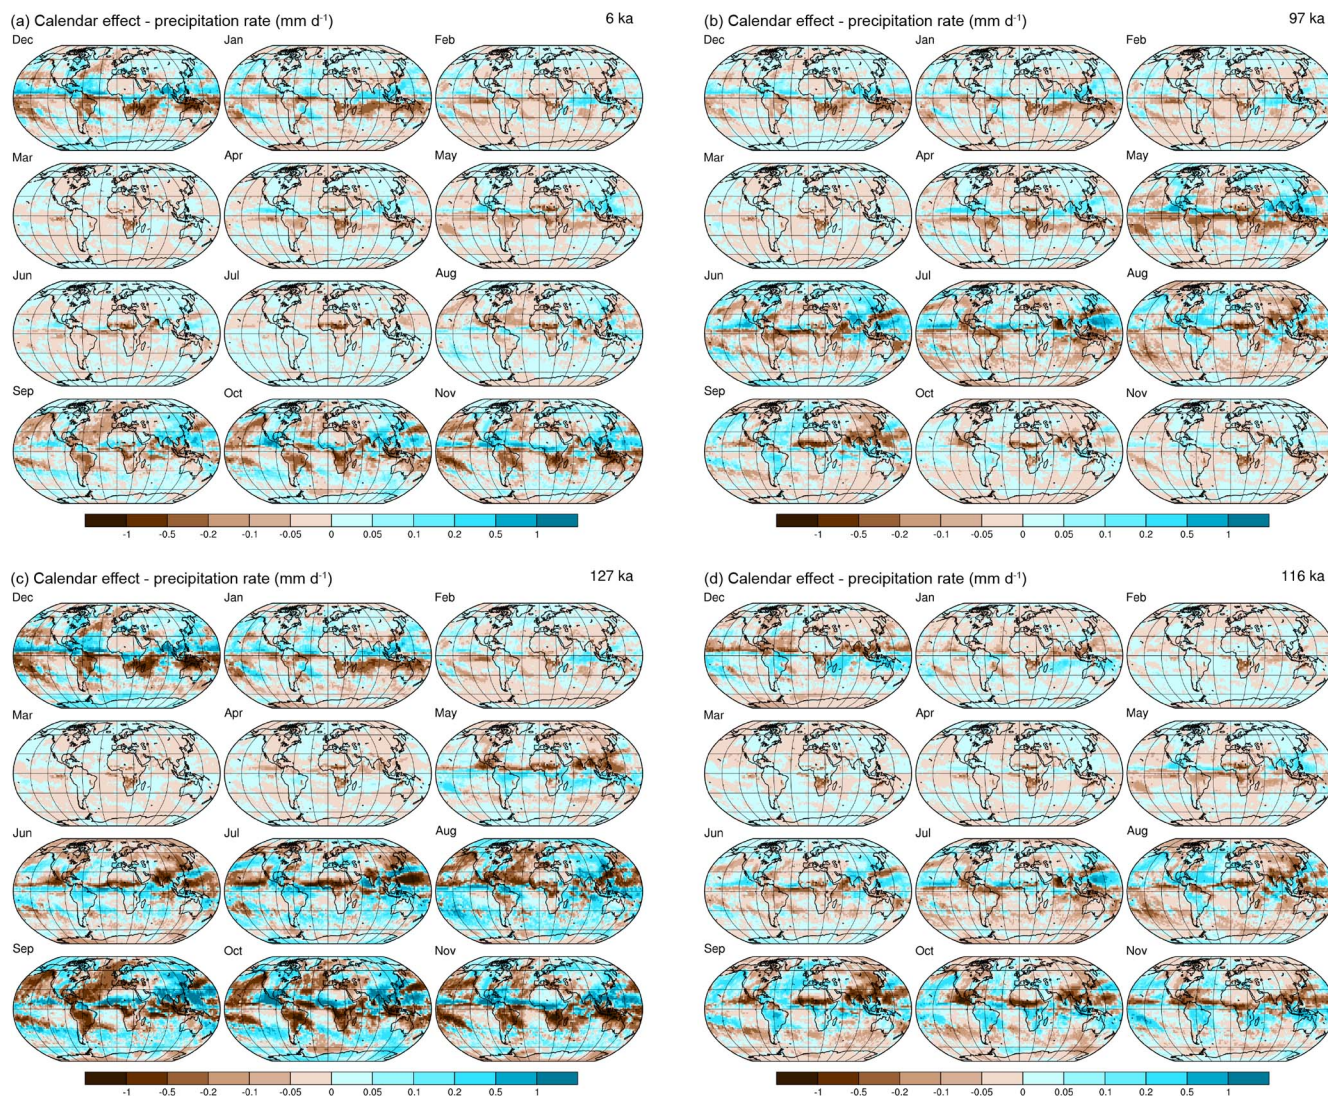 (a) Calendar effect - precipitation rate (mm d⁻¹) 6 ka
Dec Jan Feb
Mar Apr May
Jun Jul Aug
Sep Oct Nov
-1 -0.5 -0.2 -0.1 -0.05 0 0.05 0.1 0.2 0.5 1
(b) Calendar effect - precipitation rate (mm d⁻¹) 97 ka
Dec Jan Feb
Mar Apr May
Jun Jul Aug
Sep Oct Nov
-1 -0.5 -0.2 -0.1 -0.05 0 0.05 0.1 0.2 0.5 1
(c) Calendar effect - precipitation rate (mm d⁻¹) 127 ka
Dec Jan Feb
Mar Apr May
Jun Jul Aug
Sep Oct Nov
-1 -0.5 -0.2 -0.1 -0.05 0 0.05 0.1 0.2 0.5 1
(d) Calendar effect - precipitation rate (mm d⁻¹) 116 ka
Dec Jan Feb
Mar Apr May
Jun Jul Aug
Sep Oct Nov
-1 -0.5 -0.2 -0.1 -0.05 0 0.05 0.1 0.2 0.5 1